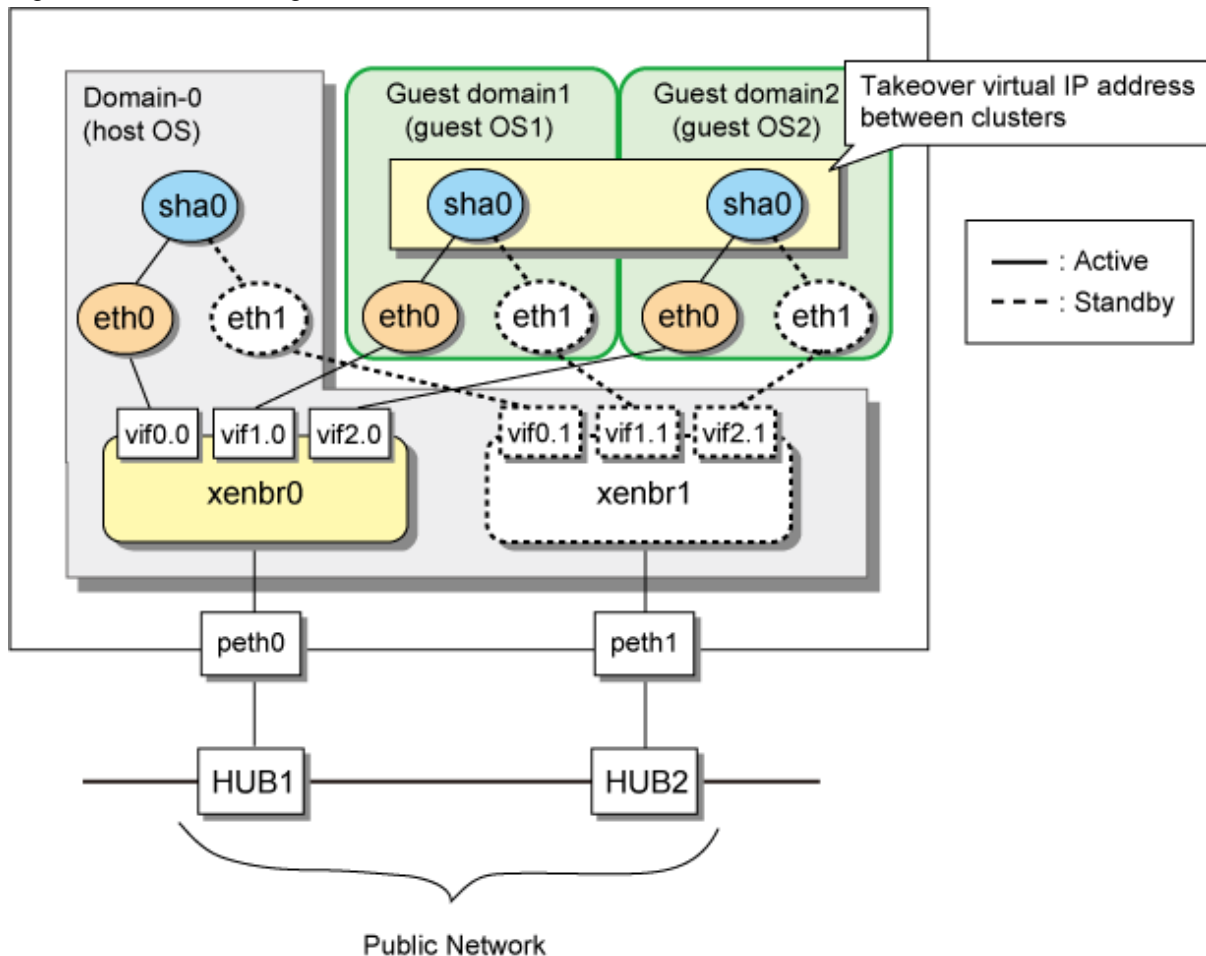 Domain-0
(host OS)
Guest domain1
(guest OS1)
Guest domain2
(guest OS2)
Takeover virtual IP address
between clusters
sha0
sha0
sha0
eth0
eth1
eth0
eth1
eth0
eth1
: Active
: Standby
vif0.0
vif1.0
vif2.0
vif0.1
vif1.1
vif2.1
xenbr0
xenbr1
peth0
peth1
HUB1
HUB2
Public Network